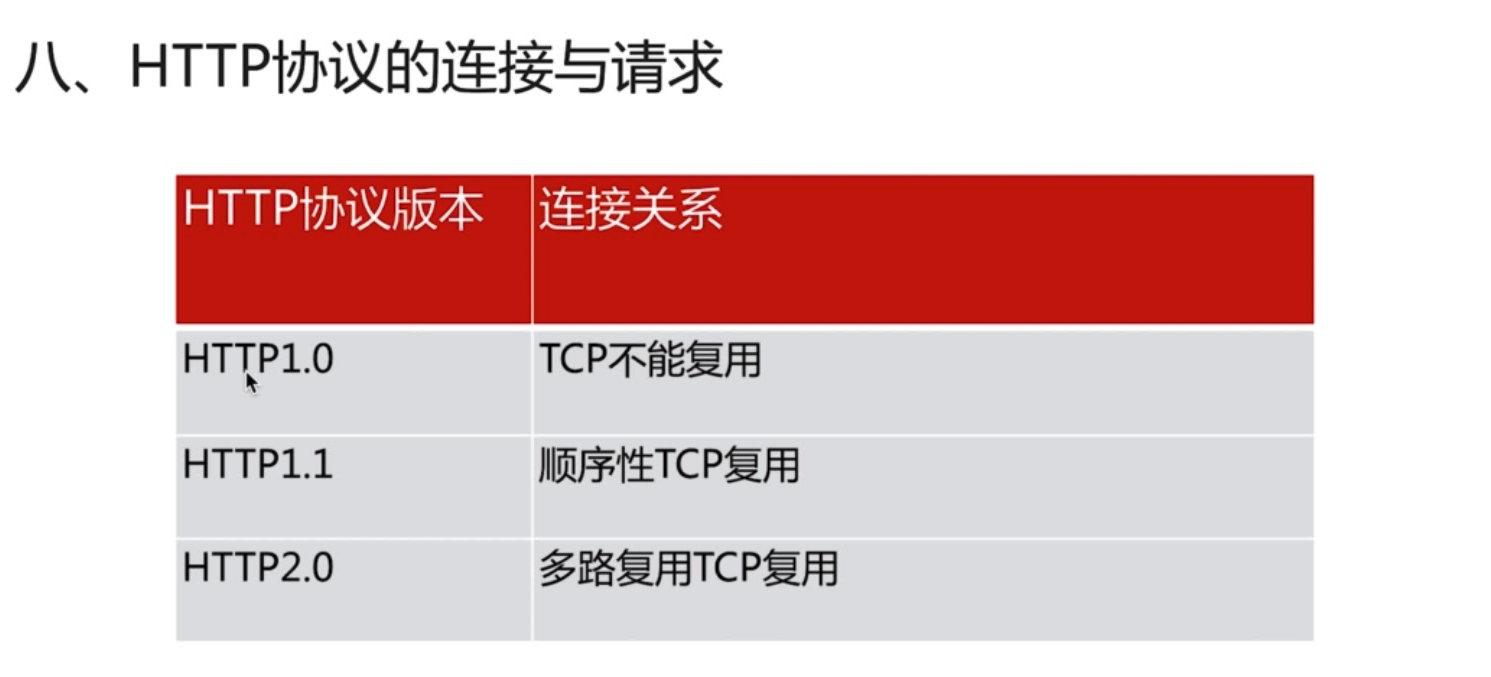 八、HTTP协议的连接与请求
HTTP协议版本 连接关系
HTTP1.0 TCP不能复用
HTTP1.1 顺序性TCP复用
HTTP2.0 多路复用TCP复用